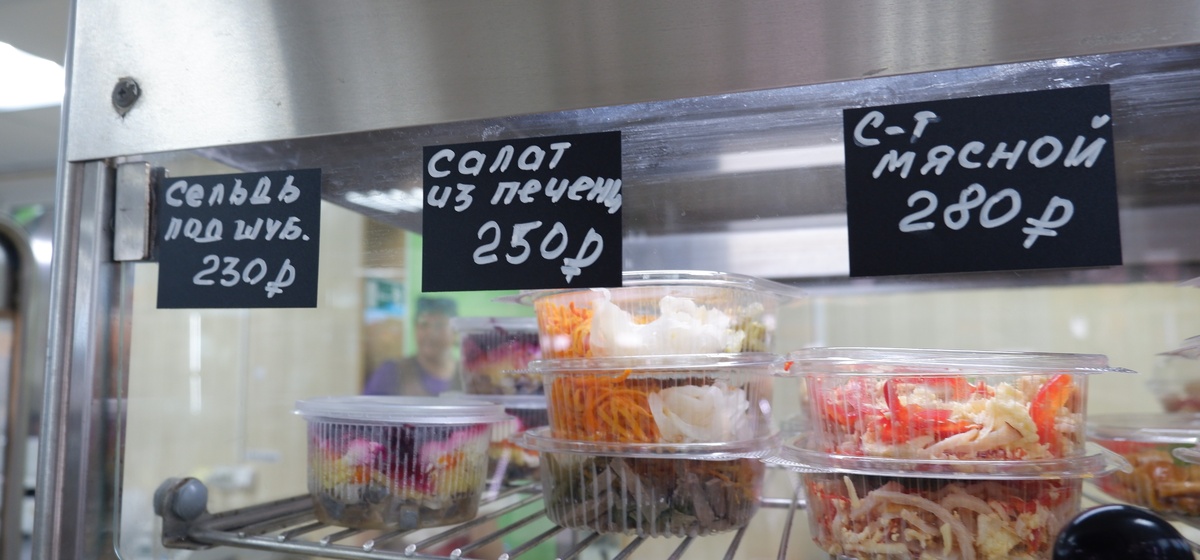 сельдь
под шуб.
230₽
салат
из печени
250₽
с-т
мясной
280₽